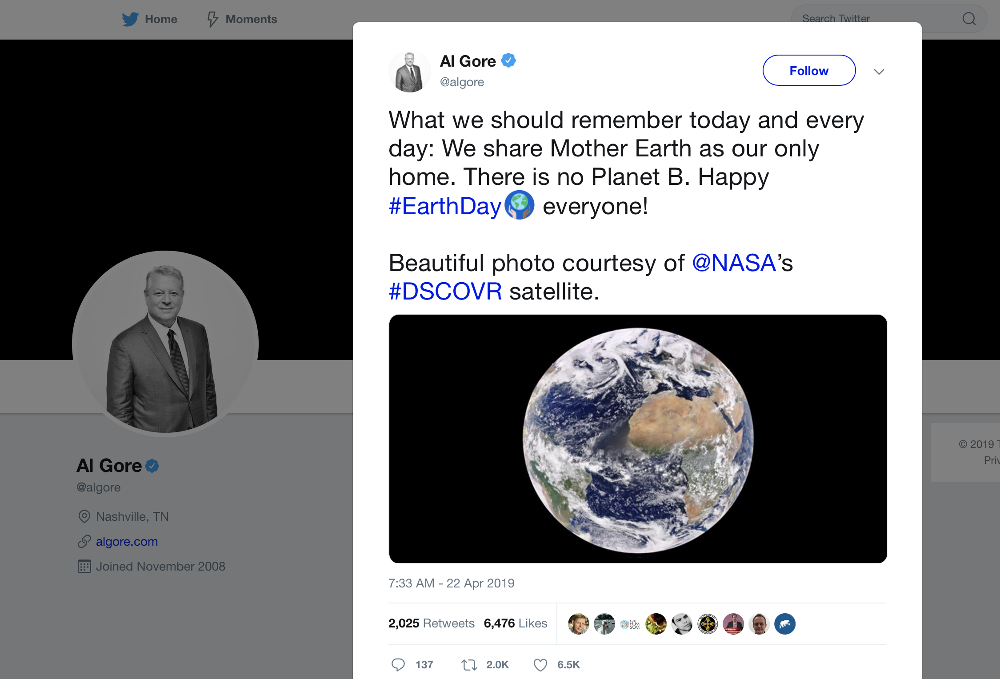 Home
Moments
Search Twitter
Al Gore
@algore
Follow
What we should remember today and every
day: We share Mother Earth as our only
home. There is no Planet B. Happy
#EarthDay everyone!
Beautiful photo courtesy of @NASA’s
#DSCOVR satellite.
7:33 AM - 22 Apr 2019
2,025 Retweets 6,476 Likes
THE
HUM
SUM
137
2.0K
6.5K
Al Gore
@algore
Nashville, TN
algore.com
Joined November 2008
© 2019 T
Priv